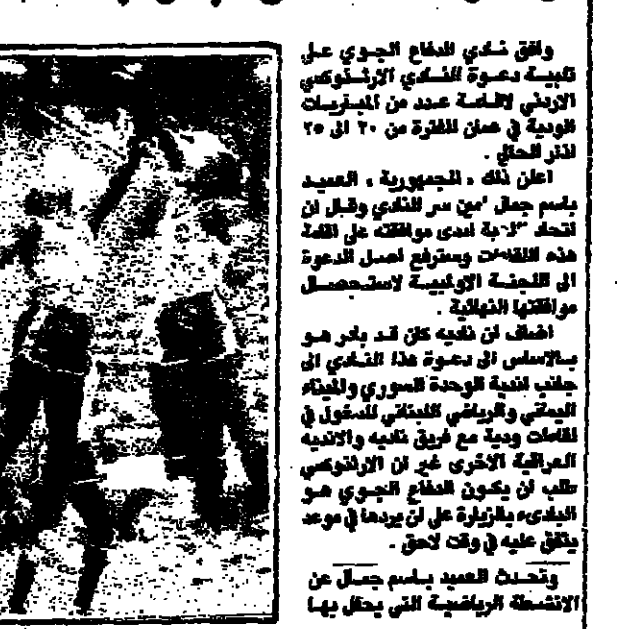 وافق نادي الدفاع الجوي على
تلبية دعوة النادي الارثوذكسي
الاردني لاقامة عدد من المباريات
الودية في عمان للفترة من ٢٠ الى ٢٥
اذار الحالي .
اعلن ذلك ، للجمهورية ، العميد
باسم جمال امين سر النادي وقال ان
اتحاد اللعبة ابدى موافقته على اقامة
هذه اللقاءات وسترفع اصل الدعوة
الى اللجنة الاولمبية لاستحصال
موافقتها النهائية .
اضاف ان ناديه كان قد بادر هو
بالاساس الى دعوة هذا النادي الى
جانب اندية الوحدة السوري والميناء
اليمني والرياضي اللبناني للدخول في
لقاءات ودية مع فريق ناديه والاندية
العراقية الاخرى غير ان الارثوذكسي
طلب ان يكون الدفاع الجوي هو
البادىء بالزيارة على ان يردها في موعد
يتفق عليه في وقت لاحق .
وتحدث العميد باسم جمال عن
الانشطة الرياضية التي يحفل بها